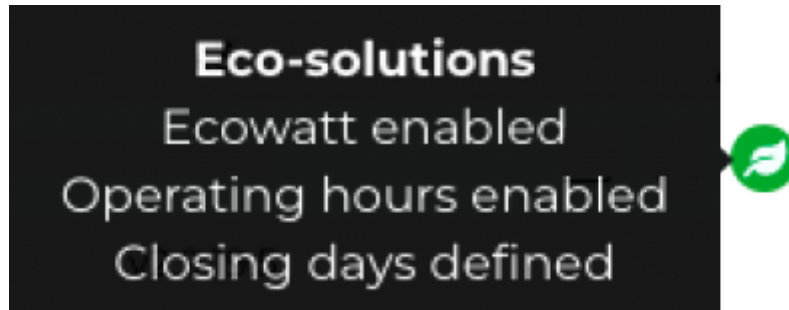 Eco-solutions
Ecowatt enabled
Operating hours enabled
Closing days defined